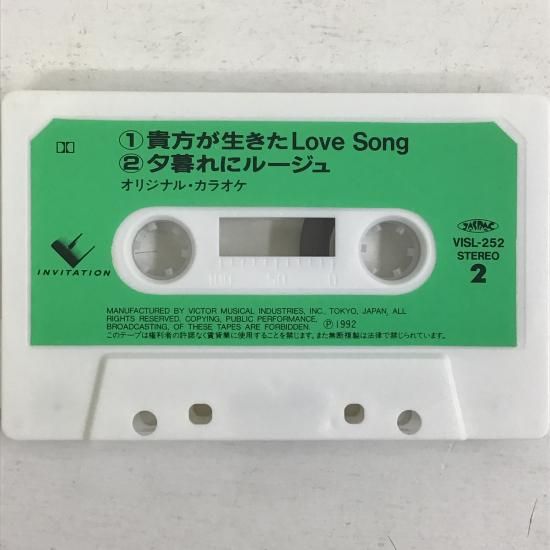 ①貴方が生きたLove Song
②夕暮れにルージュ
オリジナル・カラオケ
INVITATION
JASRAC
VISL-252
STEREO
2
100 50 0
MANUFACTURED BY VICTOR MUSICAL INDUSTRIES, INC., TOKYO, JAPAN, ALL
RIGHTS RESERVED. COPYING, PUBLIC PERFORMANCE,
BROADCASTING, OF THESE TAPES ARE FORBIDDEN. Ⓟ1992
このテープは権利者の許諾なく賃貸業に使用することを禁じます。また無断複製は法律で禁じられています。